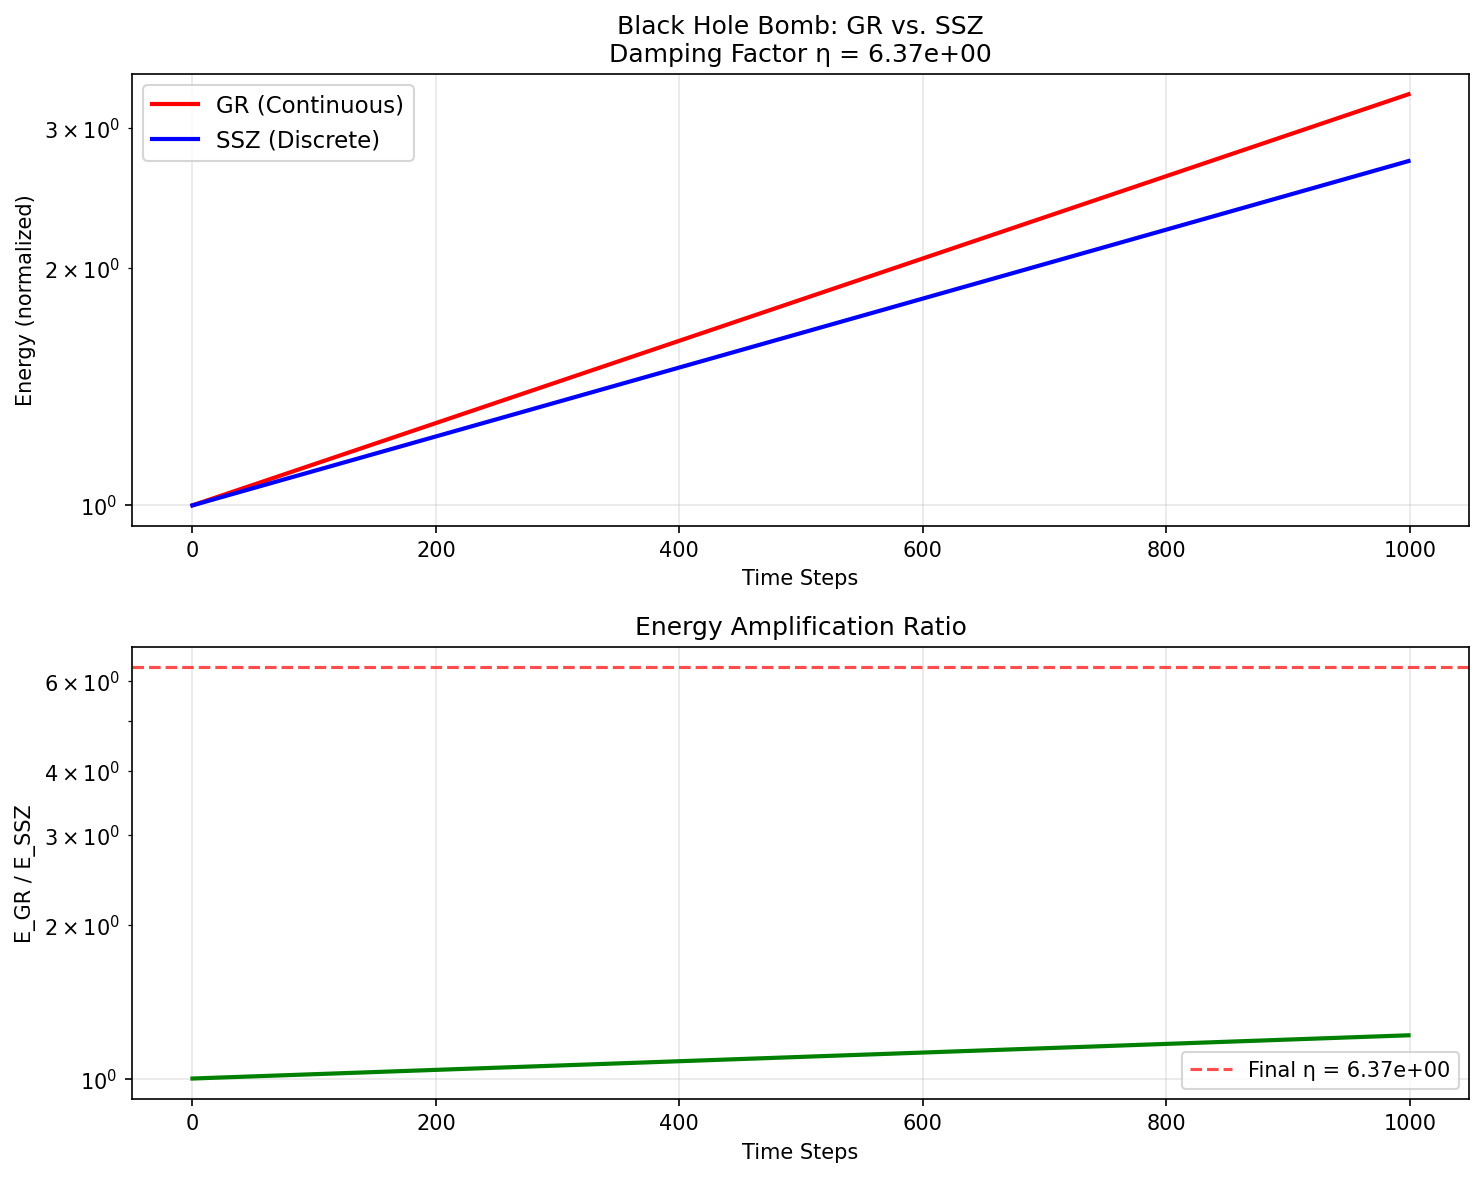 Black Hole Bomb: GR vs. SSZ
Damping Factor η = 6.37e+00
GR (Continuous)
SSZ (Discrete)
Energy (normalized)
3 × 10⁰
2 × 10⁰
10⁰
0 200 400 600 800 1000
Time Steps
Energy Amplification Ratio
E_GR / E_SSZ
6 × 10⁰
4 × 10⁰
3 × 10⁰
2 × 10⁰
10⁰
Final η = 6.37e+00
0 200 400 600 800 1000
Time Steps